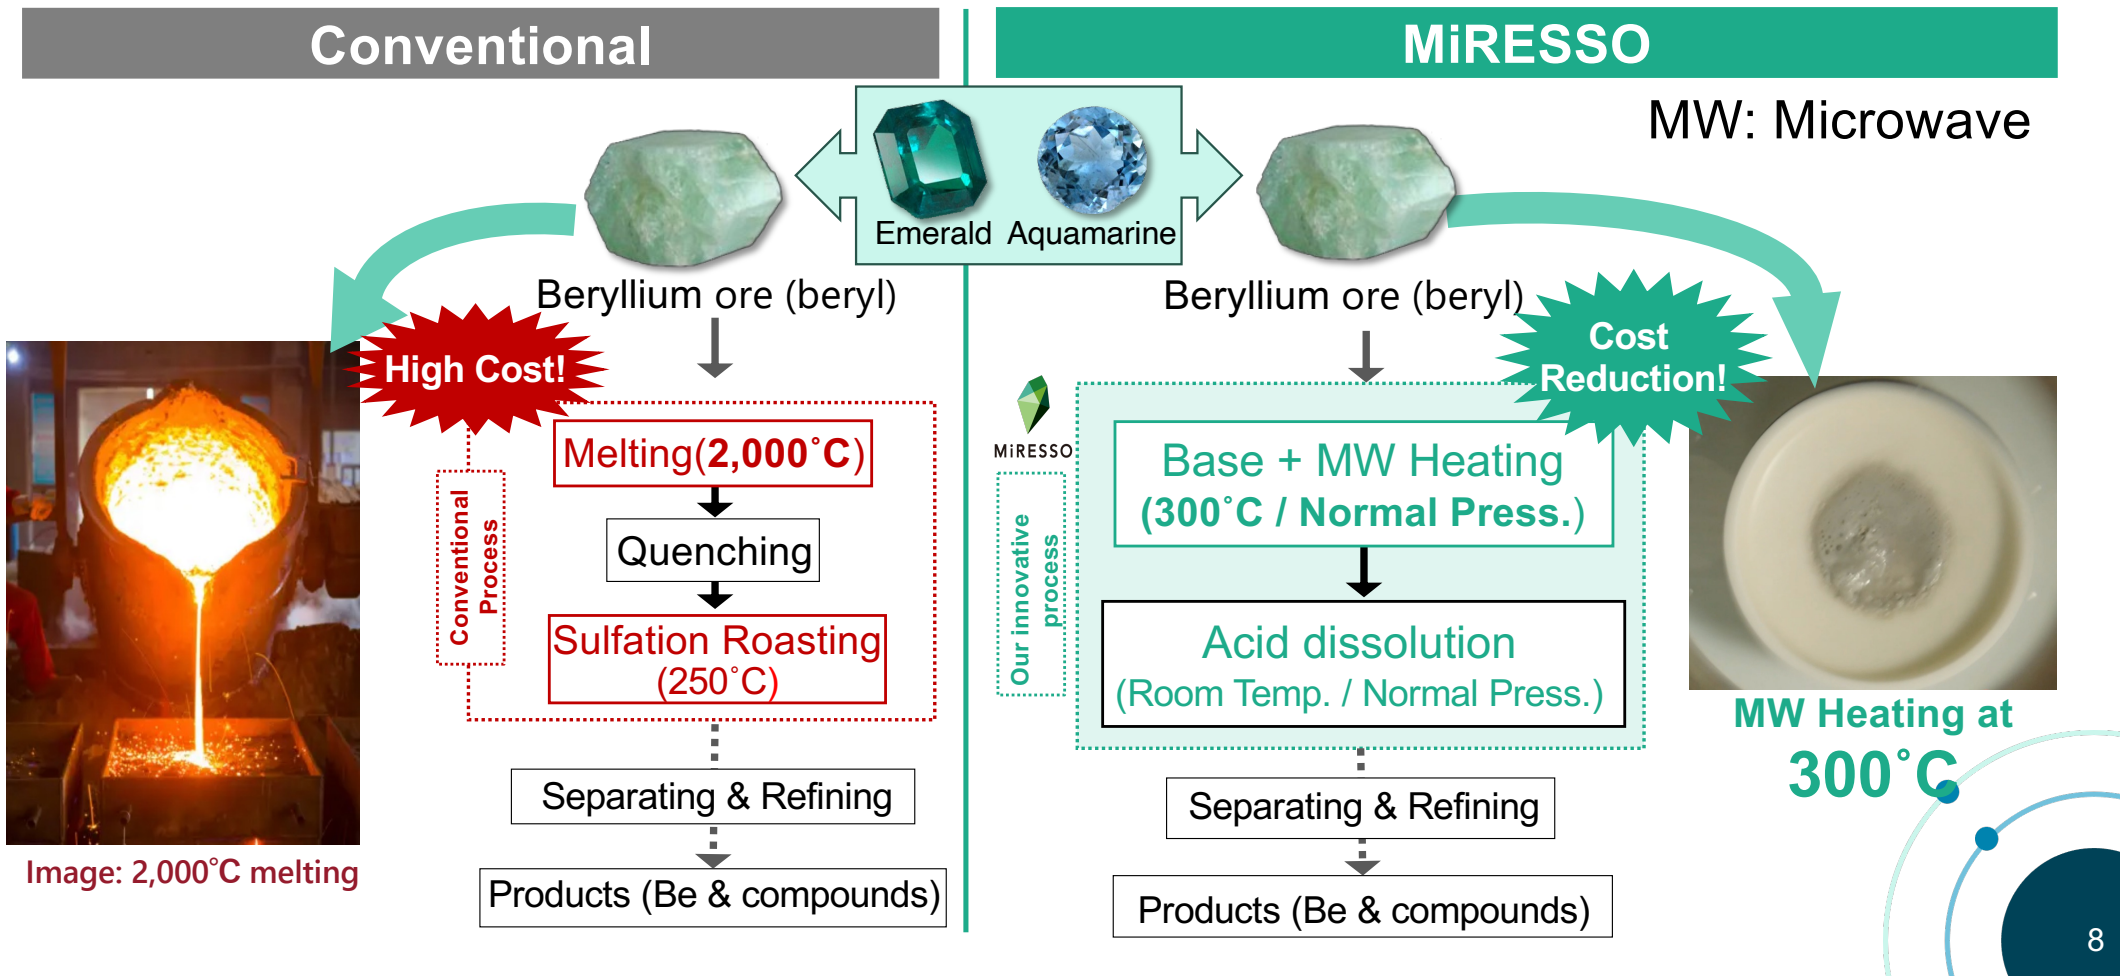 Conventional
MiRESSO
MW: Microwave
Emerald Aquamarine
Beryllium ore (beryl)
High Cost!
Conventional
Process
Melting(2,000˚C)
Quenching
Sulfation Roasting
(250˚C)
Separating & Refining
Products (Be & compounds)
Image: 2,000℃ melting
Beryllium ore (beryl)
Cost
Reduction!
MiRESSO
Our innovative
process
Base + MW Heating
(300˚C / Normal Press.)
Acid dissolution
(Room Temp. / Normal Press.)
Separating & Refining
Products (Be & compounds)
MW Heating at
300˚C
8